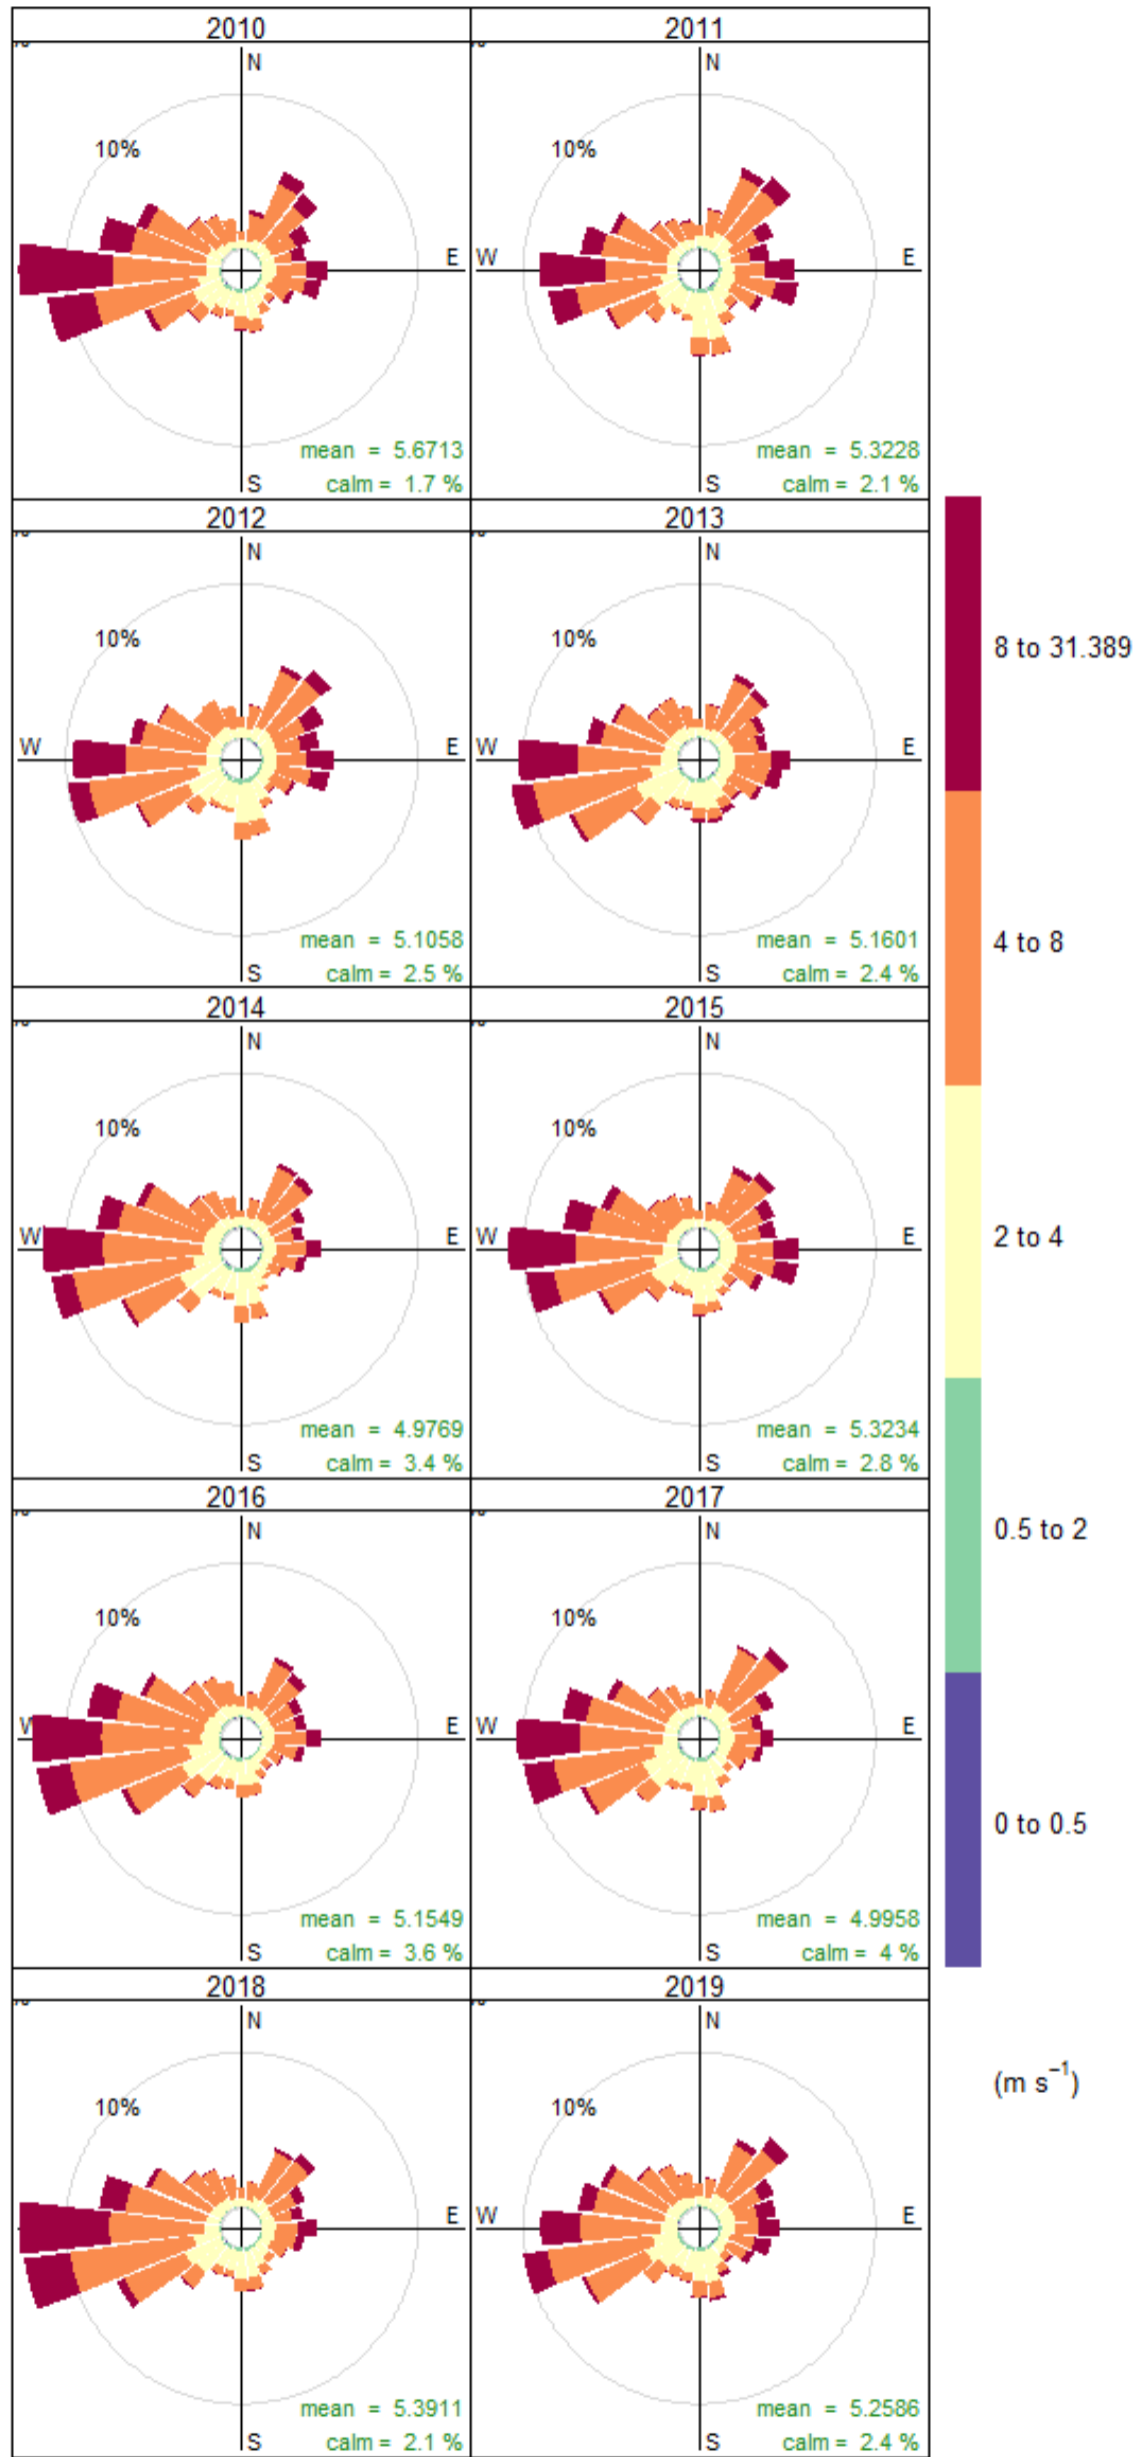 2010
N
10%
E
mean = 5.6713
S
calm = 1.7 %
2011
N
10%
W
E
mean = 5.3228
S
calm = 2.1 %
2012
N
10%
W
E
mean = 5.1058
S
calm = 2.5 %
2013
N
10%
W
E
mean = 5.1601
S
calm = 2.4 %
2014
N
10%
W
E
mean = 4.9769
S
calm = 3.4 %
2015
N
10%
W
E
mean = 5.3234
S
calm = 2.8 %
2016
N
10%
E
mean = 5.1549
S
calm = 3.6 %
2017
N
10%
W
E
mean = 4.9958
S
calm = 4 %
2018
N
10%
E
mean = 5.3911
S
calm = 2.1 %
2019
N
10%
W
E
mean = 5.2586
S
calm = 2.4 %
8 to 31.389
4 to 8
2 to 4
0.5 to 2
0 to 0.5
(m s⁻¹)